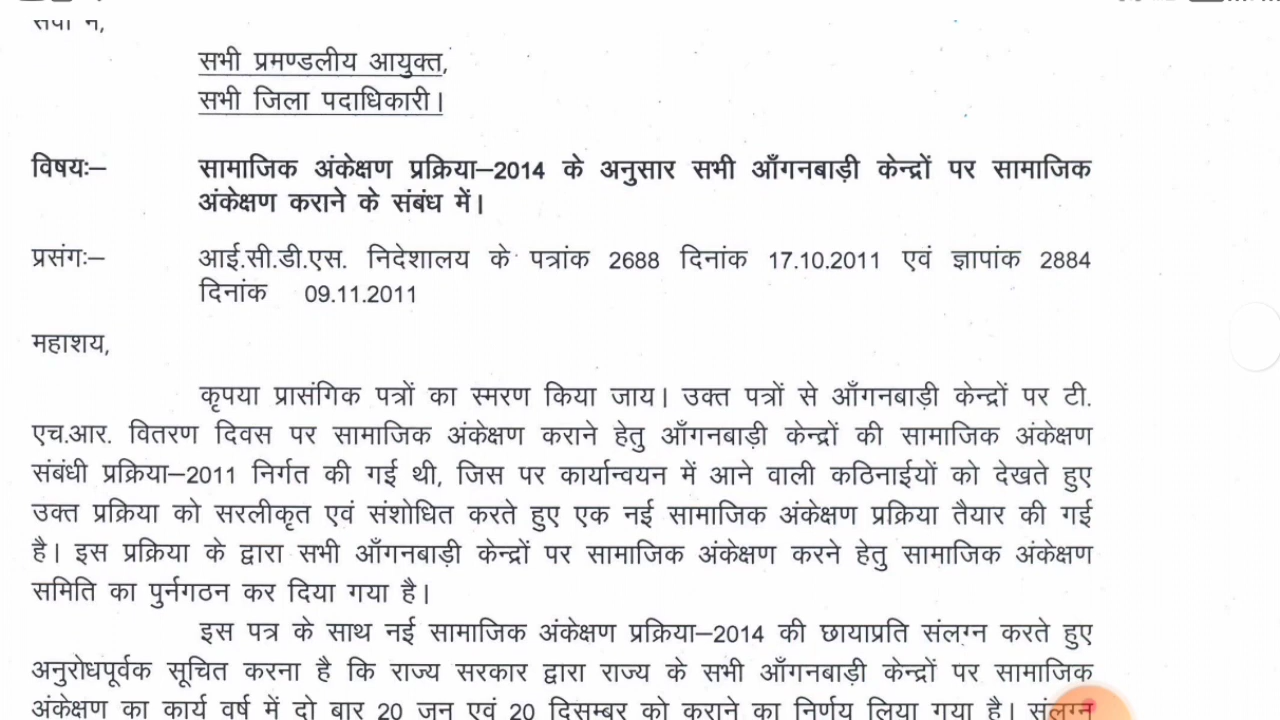 सभी प्रमण्डलीय आयुक्त,
सभी जिला पदाधिकारी।
विषयः– सामाजिक अंकेक्षण प्रक्रिया–2014 के अनुसार सभी आँगनबाड़ी केन्द्रों पर सामाजिक
अंकेक्षण कराने के संबंध में।
प्रसंगः– आई.सी.डी.एस. निदेशालय के पत्रांक 2688 दिनांक 17.10.2011 एवं ज्ञापांक 2884
दिनांक 09.11.2011
महाशय,
कृपया प्रासंगिक पत्रों का स्मरण किया जाय। उक्त पत्रों से आँगनबाड़ी केन्द्रों पर टी.
एच.आर. वितरण दिवस पर सामाजिक अंकेक्षण कराने हेतु आँगनबाड़ी केन्द्रों की सामाजिक अंकेक्षण
संबंधी प्रक्रिया–2011 निर्गत की गई थी, जिस पर कार्यान्वयन में आने वाली कठिनाईयों को देखते हुए
उक्त प्रक्रिया को सरलीकृत एवं संशोधित करते हुए एक नई सामाजिक अंकेक्षण प्रक्रिया तैयार की गई
है। इस प्रक्रिया के द्वारा सभी आँगनबाड़ी केन्द्रों पर सामाजिक अंकेक्षण करने हेतु सामाजिक अंकेक्षण
समिति का पुर्नगठन कर दिया गया है।
इस पत्र के साथ नई सामाजिक अंकेक्षण प्रक्रिया–2014 की छायाप्रति संलग्न करते हुए
अनुरोधपूर्वक सूचित करना है कि राज्य सरकार द्वारा राज्य के सभी आँगनबाड़ी केन्द्रों पर सामाजिक
अंकेक्षण का कार्य वर्ष में दो बार 20 जून एवं 20 दिसम्बर को कराने का निर्णय लिया गया है। संलग्न